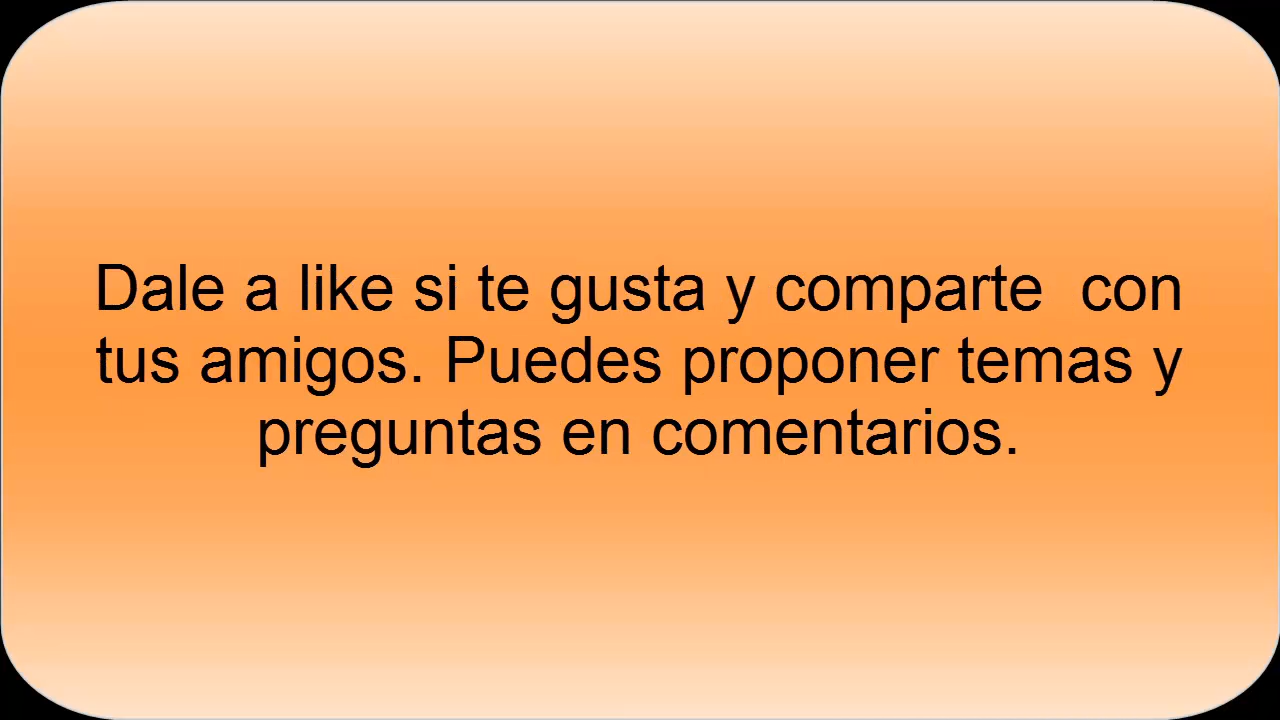 Dale a like si te gusta y comparte  con
tus amigos. Puedes proponer temas y
preguntas en comentarios.